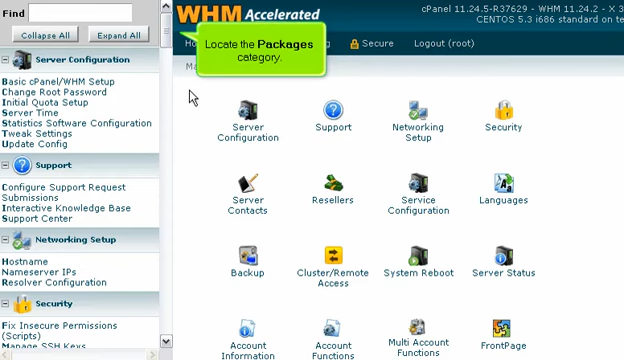 Find
Collapse All
Expand All
Server Configuration
Basic cPanel/WHM Setup
Change Root Password
Initial Quota Setup
Server Time
Statistics Software Configuration
Tweak Settings
Update Config
Support
Configure Support Request
Submissions
Interactive Knowledge Base
Support Center
Networking Setup
Hostname
Nameserver IPs
Resolver Configuration
Security
Fix Insecure Permissions
(Scripts)
Manage SSH Keys
WHM Accelerated
cPanel 11.24.5-R37629 - WHM 11.24.2 - X 3
CENTOS 5.3 i686 standard on te
Secure
Logout (root)
Locate the Packages
category.
Server
Configuration
Support
Networking
Setup
Security
Server
Contacts
Resellers
Service
Configuration
Languages
Backup
Cluster/Remote
Access
System Reboot
Server Status
Account
Information
Account
Functions
Multi Account
Functions
FrontPage